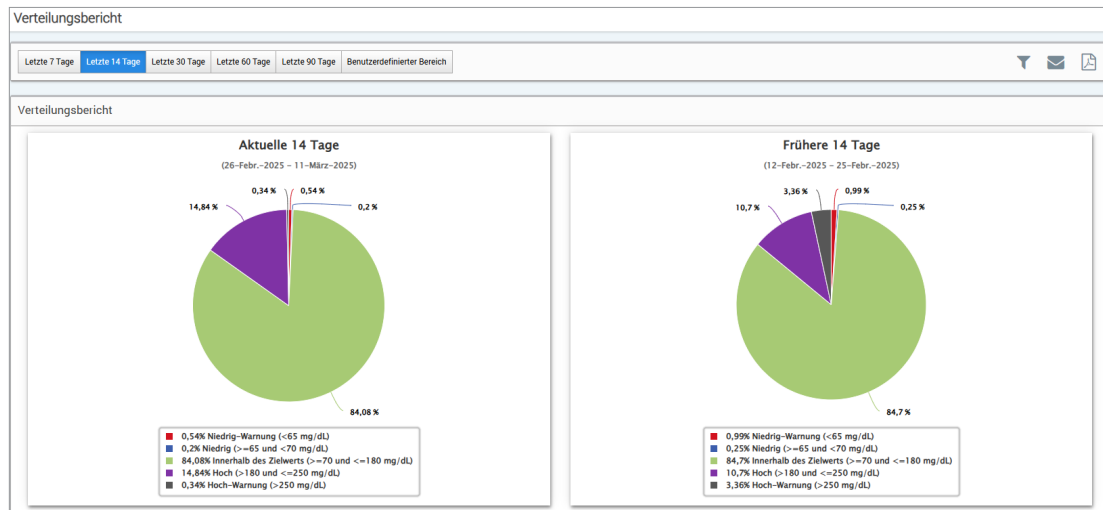 Verteilungsbericht
Letzte 7 Tage Letzte 14 Tage Letzte 30 Tage Letzte 60 Tage Letzte 90 Tage Benutzerdefinierter Bereich
Verteilungsbericht
Aktuelle 14 Tage
(26-Febr.-2025 - 11-März-2025)
0,34 %
0,54 %
14,84 %
0,2 %
84,08 %
0,54% Niedrig-Warnung (<65 mg/dL)
0,2% Niedrig (>=65 und <70 mg/dL)
84,08% Innerhalb des Zielwerts (>=70 und <=180 mg/dL)
14,84% Hoch (>180 und <=250 mg/dL)
0,34% Hoch-Warnung (>250 mg/dL)
Frühere 14 Tage
(12-Febr.-2025 - 25-Febr.-2025)
3,36 %
0,99 %
10,7 %
0,25 %
84,7 %
0,99% Niedrig-Warnung (<65 mg/dL)
0,25% Niedrig (>=65 und <70 mg/dL)
84,7% Innerhalb des Zielwerts (>=70 und <=180 mg/dL)
10,7% Hoch (>180 und <=250 mg/dL)
3,36% Hoch-Warnung (>250 mg/dL)